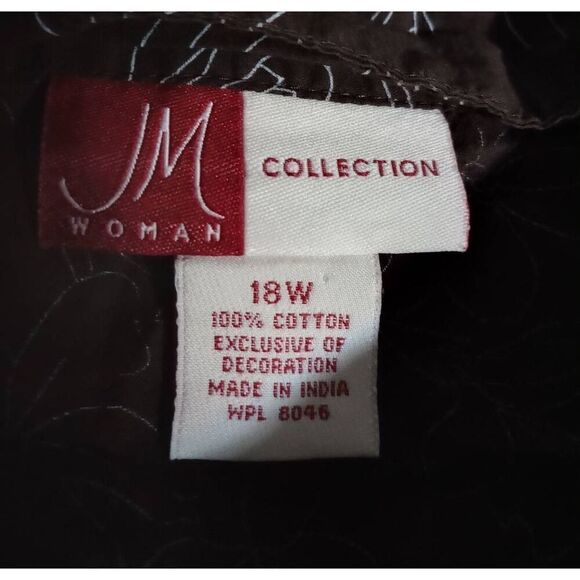 JM
WOMAN
COLLECTION
18W
100% COTTON
EXCLUSIVE OF
DECORATION
MADE IN INDIA
WPL 8046